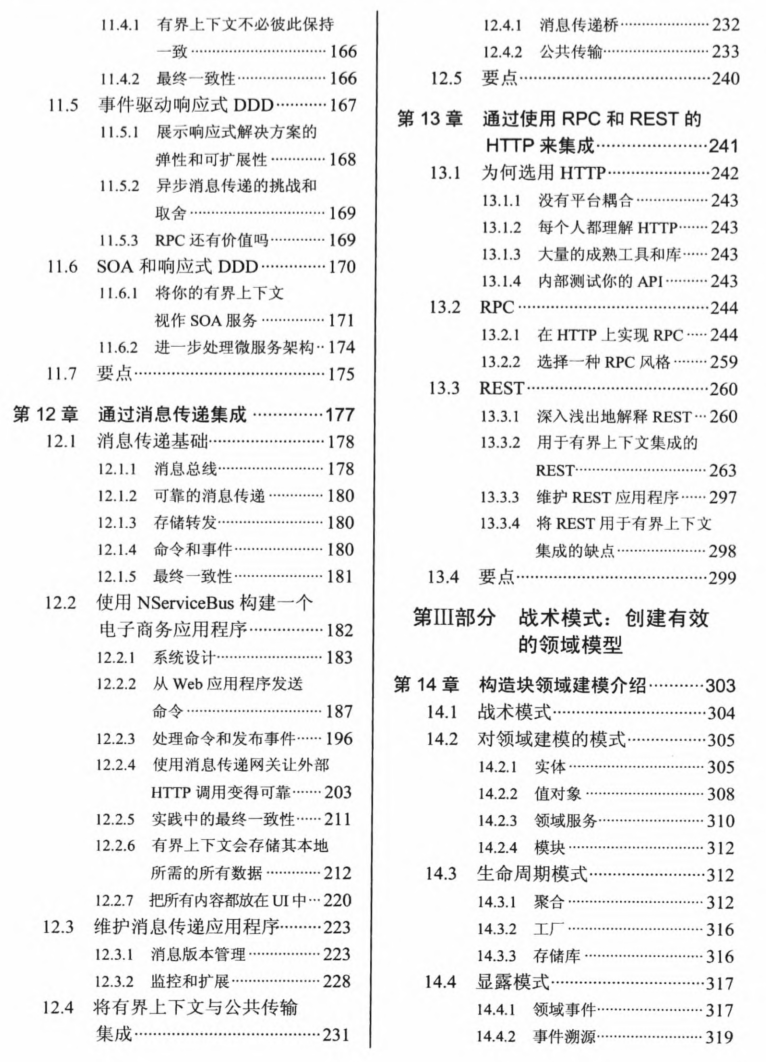 11.4.1 有界上下文不必彼此保持
一致…………………………166
11.4.2 最终一致性………………166
11.5 事件驱动响应式 DDD…………167
11.5.1 展示响应式解决方案的
弹性和可扩展性…………168
11.5.2 异步消息传递的挑战和
取舍………………………169
11.5.3 RPC 还有价值吗…………169
11.6 SOA 和响应式 DDD……………170
11.6.1 将你的有界上下文
视作 SOA 服务……………171
11.6.2 进一步处理微服务架构··174
11.7 要点……………………………175
第 12 章 通过消息传递集成……………177
12.1 消息传递基础…………………178
12.1.1 消息总线…………………178
12.1.2 可靠的消息传递…………180
12.1.3 存储转发…………………180
12.1.4 命令和事件………………180
12.1.5 最终一致性………………181
12.2 使用 NServiceBus 构建一个
电子商务应用程序……………182
12.2.1 系统设计…………………183
12.2.2 从 Web 应用程序发送
命令………………………187
12.2.3 处理命令和发布事件……196
12.2.4 使用消息传递网关让外部
HTTP 调用变得可靠……203
12.2.5 实践中的最终一致性……211
12.2.6 有界上下文会存储其本地
所需的所有数据…………212
12.2.7 把所有内容都放在 UI 中…220
12.3 维护消息传递应用程序………223
12.3.1 消息版本管理……………223
12.3.2 监控和扩展………………228
12.4 将有界上下文与公共传输
集成……………………………231
12.4.1 消息传递桥………………232
12.4.2 公共传输…………………233
12.5 要点……………………………240
第 13 章 通过使用 RPC 和 REST 的
HTTP 来集成…………………241
13.1 为何选用 HTTP………………242
13.1.1 没有平台耦合……………243
13.1.2 每个人都理解 HTTP……243
13.1.3 大量的成熟工具和库……243
13.1.4 内部测试你的 API………243
13.2 RPC……………………………244
13.2.1 在 HTTP 上实现 RPC……244
13.2.2 选择一种 RPC 风格………259
13.3 REST……………………………260
13.3.1 深入浅出地解释 REST…260
13.3.2 用于有界上下文集成的
REST………………………263
13.3.3 维护 REST 应用程序……297
13.3.4 将 REST 用于有界上下文
集成的缺点………………298
13.4 要点……………………………299
第Ⅲ部分 战术模式：创建有效
的领域模型
第 14 章 构造块领域建模介绍…………303
14.1 战术模式………………………304
14.2 对领域建模的模式……………305
14.2.1 实体………………………305
14.2.2 值对象……………………308
14.2.3 领域服务…………………310
14.2.4 模块………………………312
14.3 生命周期模式…………………312
14.3.1 聚合………………………312
14.3.2 工厂………………………316
14.3.3 存储库……………………316
14.4 显露模式………………………317
14.4.1 领域事件…………………317
14.4.2 事件溯源…………………319